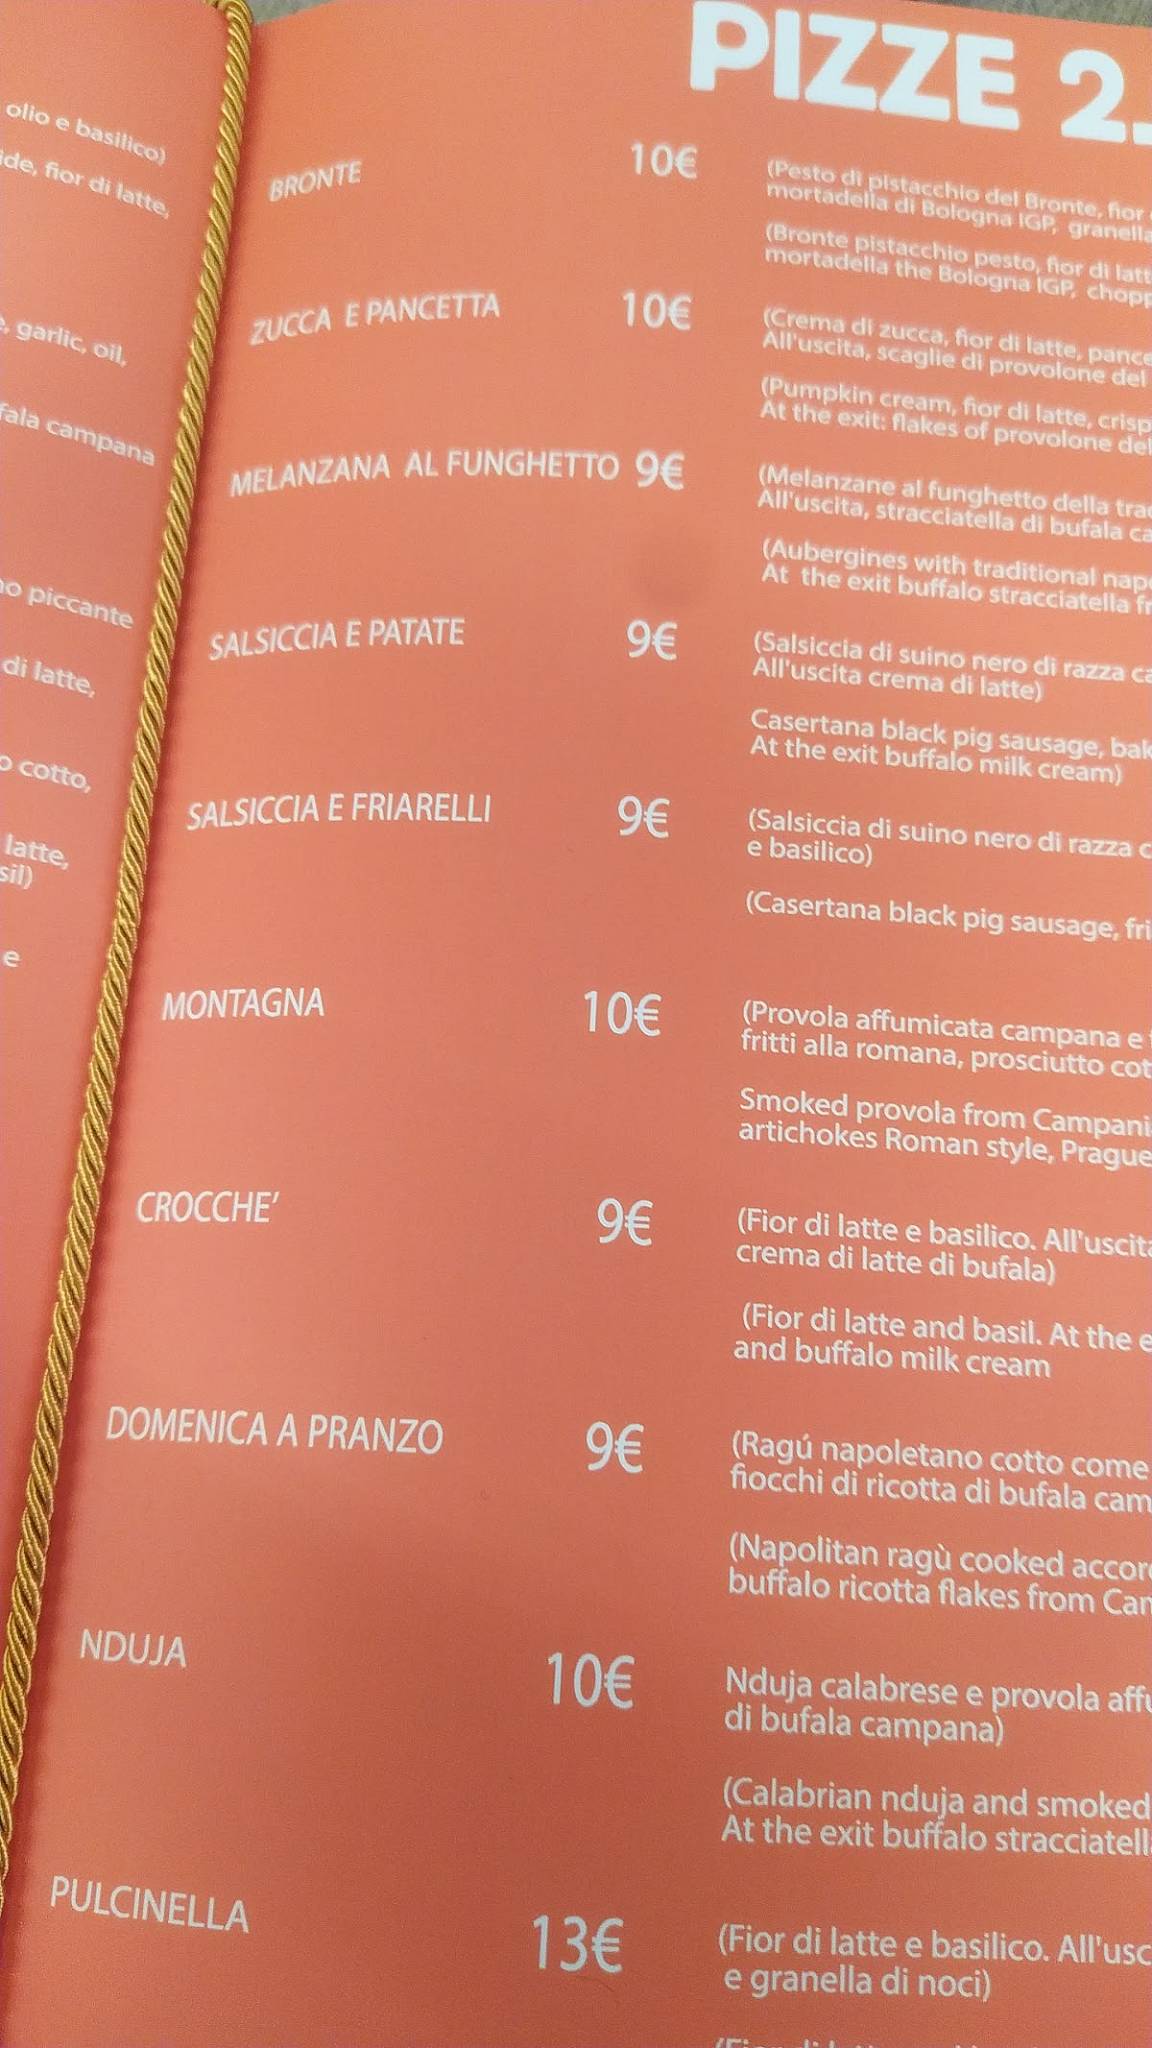 olio e basilico)
fior di latte,
garlic, oil,
campana
piccante
di latte,
cotto,
latte,
e
PIZZE 2.
BRONTE 10€ (Pesto di pistacchio del Bronte, fior
mortadella di Bologna IGP, granella
(Bronte pistacchio pesto, fior di latt
mortadella the Bologna IGP, chopp
ZUCCA E PANCETTA 10€ (Crema di zucca, fior di latte, pance
All'uscita, scaglie di provolone del
(Pumpkin cream, fior di latte, crisp
At the exit: flakes of provolone del
MELANZANA AL FUNGHETTO 9€ (Melanzane al funghetto della trad
All'uscita, stracciatella di bufala ca
(Aubergines with traditional nap
At the exit buffalo stracciatella fr
SALSICCIA E PATATE 9€ (Salsiccia di suino nero di razza ca
All'uscita crema di latte)
Casertana black pig sausage, bak
At the exit buffalo milk cream)
SALSICCIA E FRIARELLI 9€ (Salsiccia di suino nero di razza c
e basilico)
(Casertana black pig sausage, fri
MONTAGNA 10€ (Provola affumicata campana e
fritti alla romana, prosciutto cot
Smoked provola from Campani
artichokes Roman style, Prague
CROCCHE' 9€ (Fior di latte e basilico. All'uscita
crema di latte di bufala)
(Fior di latte and basil. At the e
and buffalo milk cream
DOMENICA A PRANZO 9€ (Ragú napoletano cotto come
fiocchi di ricotta di bufala cam
(Napolitan ragù cooked accor
buffalo ricotta flakes from Cam
NDUJA 10€ Nduja calabrese e provola affu
di bufala campana)
(Calabrian nduja and smoked
At the exit buffalo stracciatella
PULCINELLA 13€ (Fior di latte e basilico. All'usc
e granella di noci)